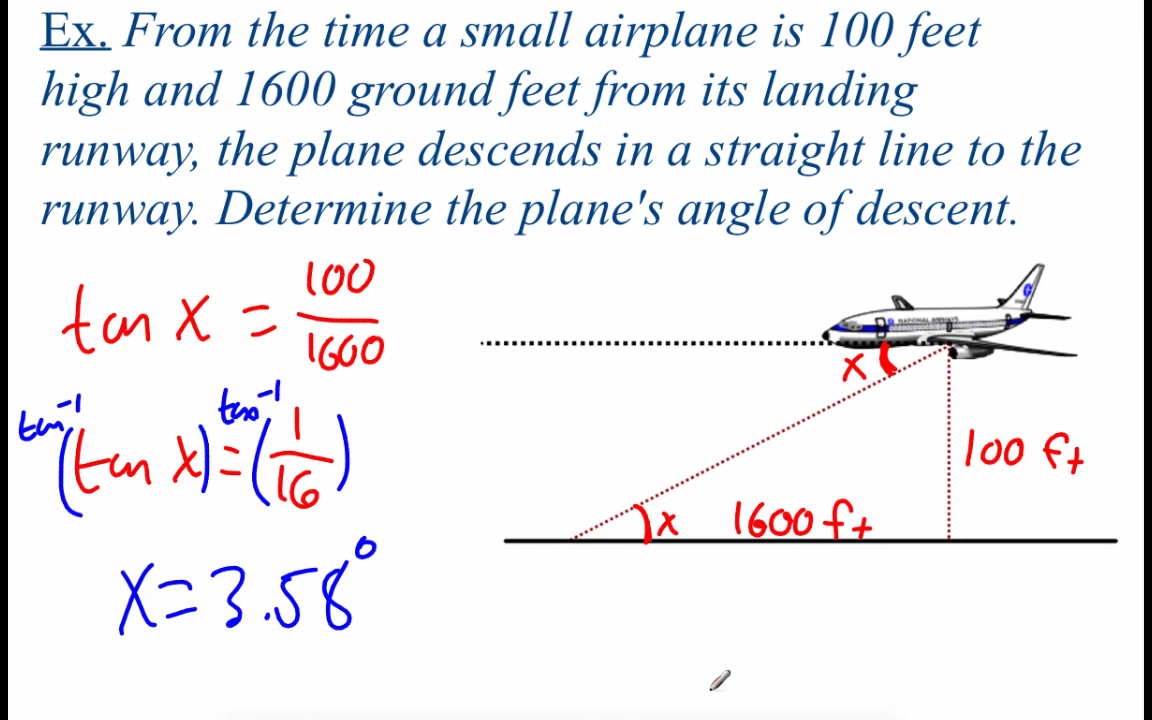 Ex. From the time a small airplane is 100 feet
high and 1600 ground feet from its landing
runway, the plane descends in a straight line to the
runway. Determine the plane's angle of descent.
tan x = 100/1600
tan⁻¹(tan x) = tan⁻¹(1/16)
x = 3.58°
NATIONAL AIRWAYS
x
100 ft
x 1600 ft